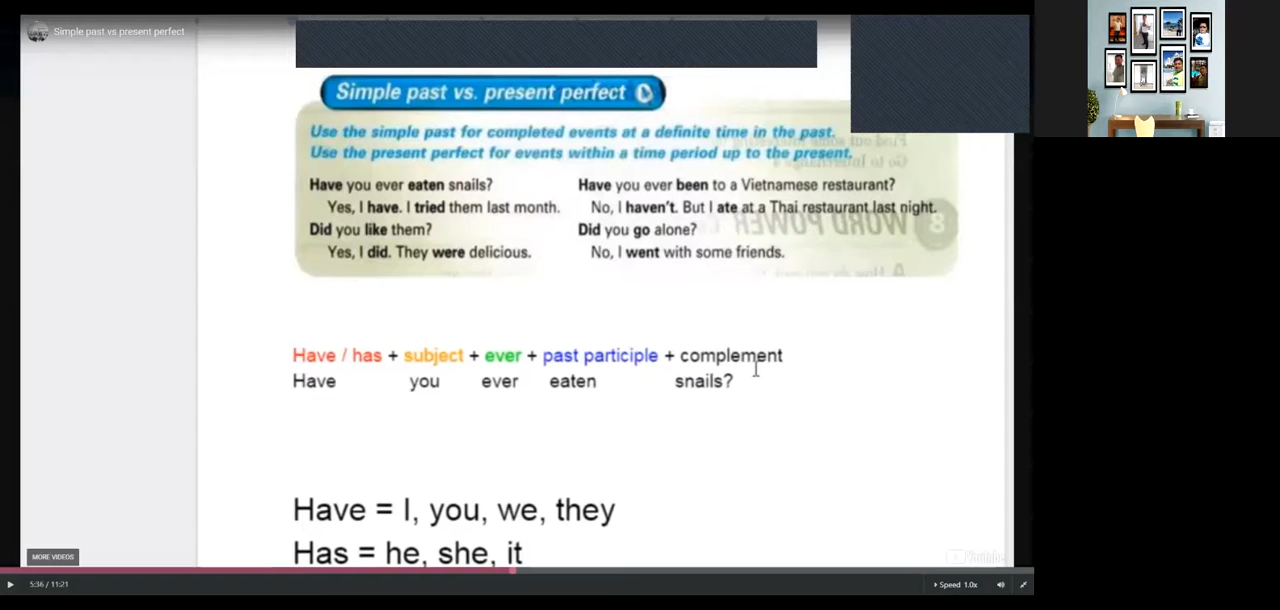 Simple past vs present perfect
Simple past vs. present perfect
Use the simple past for completed events at a definite time in the past.
Use the present perfect for events within a time period up to the present.
Have you ever eaten snails?
Yes, I have. I tried them last month.
Did you like them?
Yes, I did. They were delicious.
Have you ever been to a Vietnamese restaurant?
No, I haven't. But I ate at a Thai restaurant last night.
Did you go alone?
No, I went with some friends.
8 WORD POWER
Have / has + subject + ever + past participle + complement
Have you ever eaten snails?
Have = I, you, we, they
Has = he, she, it
MORE VIDEOS
YouTube
5:36 / 11:21
Speed 1.0x